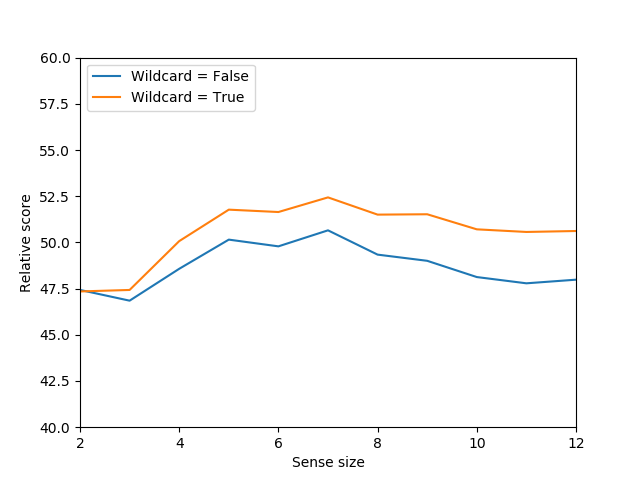 Wildcard = False
Wildcard = True
60.0
57.5
55.0
52.5
50.0
47.5
45.0
42.5
40.0
Relative score
2 4 6 8 10 12
Sense size